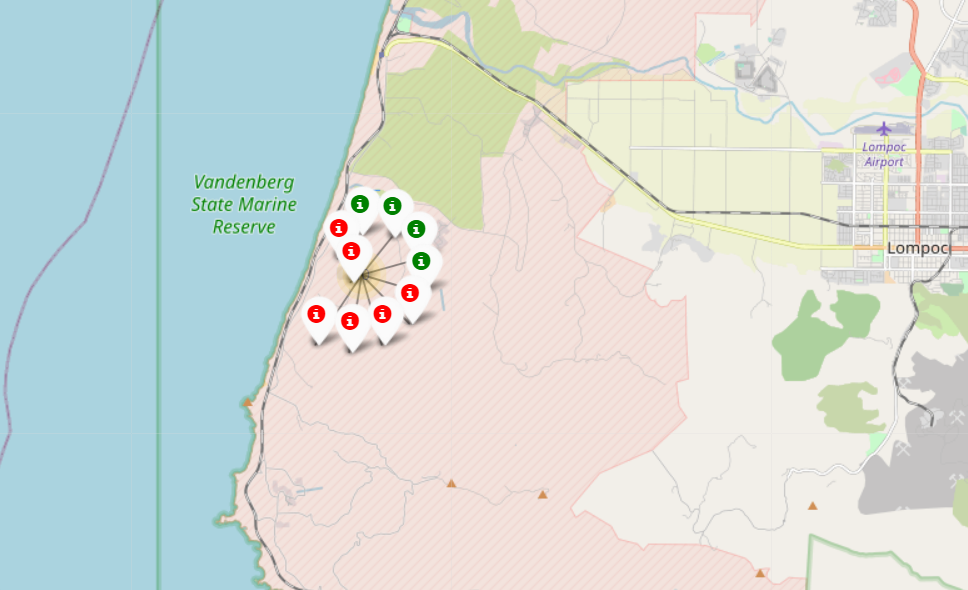 Vandenberg
State Marine
Reserve
Lompoc
Airport
Lompoc
i
i
i
i
i
i
i
i
i
i